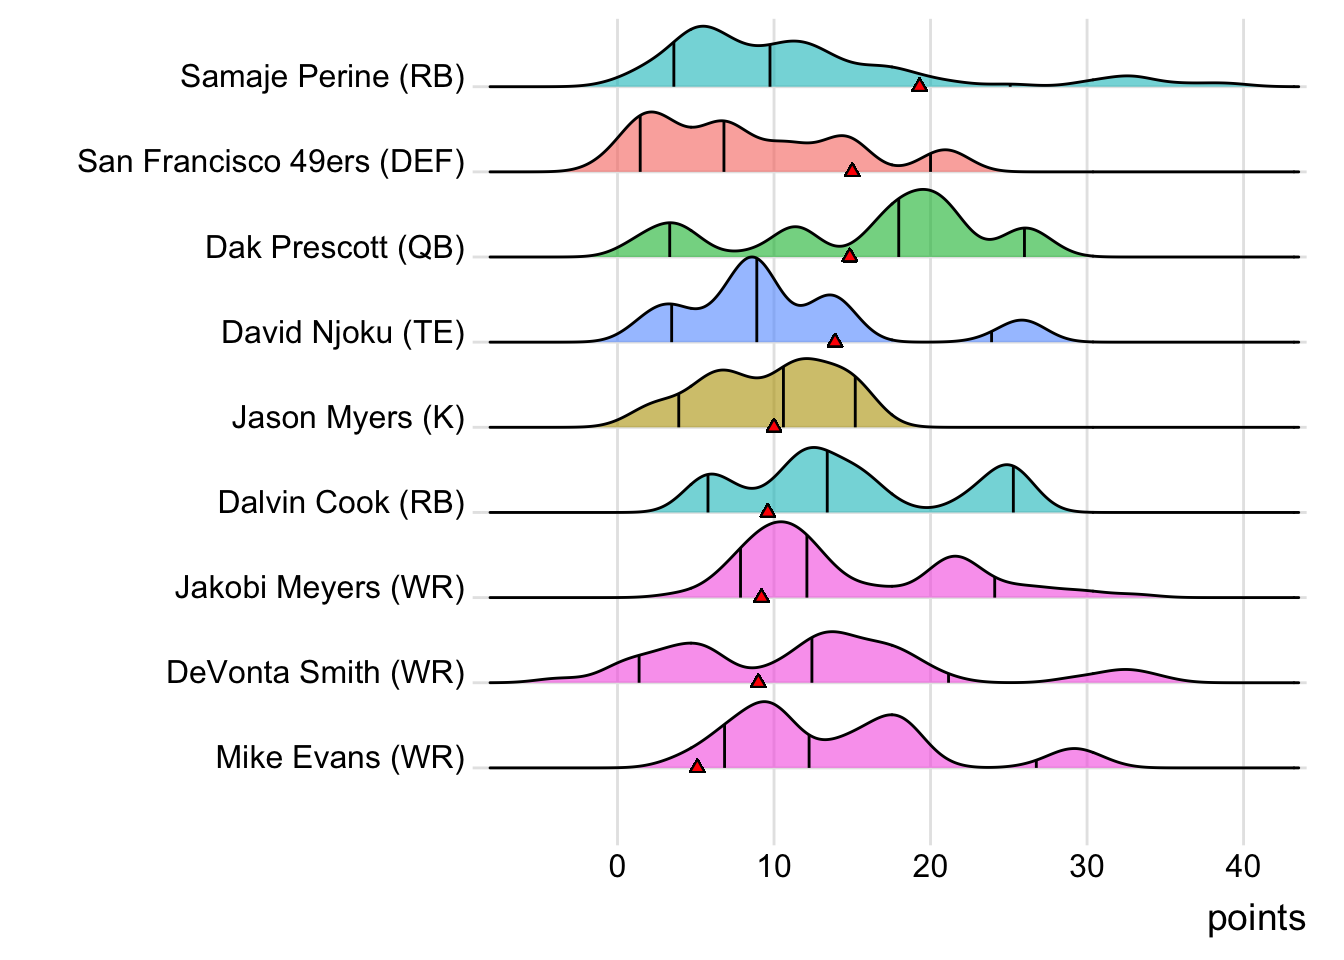 Samaje Perine (RB)
San Francisco 49ers (DEF)
Dak Prescott (QB)
David Njoku (TE)
Jason Myers (K)
Dalvin Cook (RB)
Jakobi Meyers (WR)
DeVonta Smith (WR)
Mike Evans (WR)
0 10 20 30 40
points